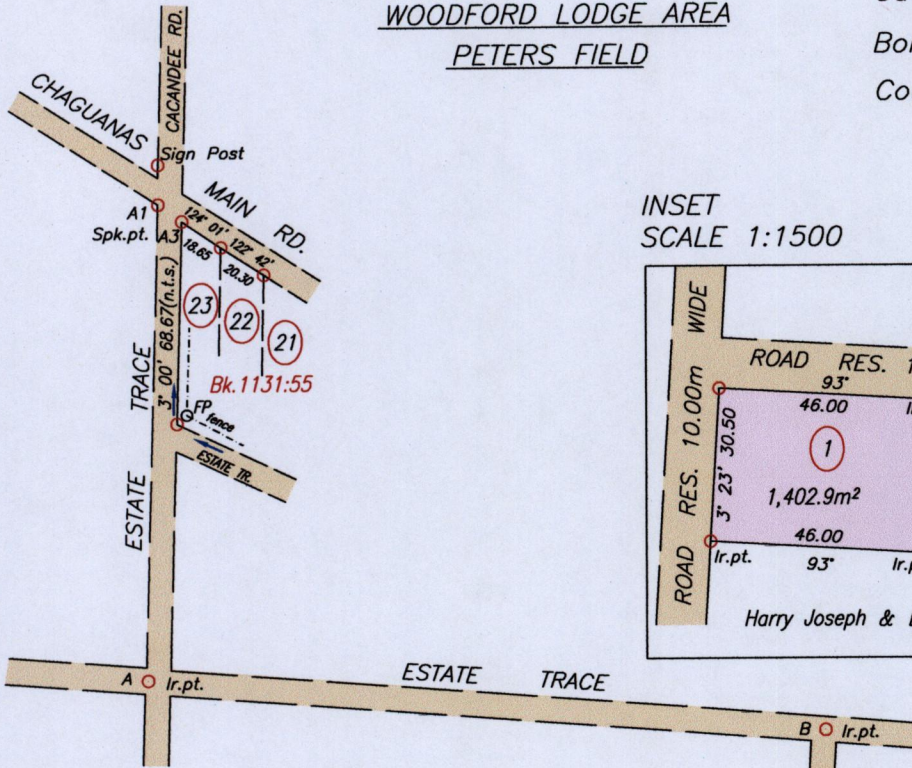 WOODFORD LODGE AREA
PETERS FIELD
Bo
Co
CACANDEE RD.
CHAGUANAS
MAIN
RD.
Sign Post
A1
Spk.pt.
A3
124° 01'
122° 42'
18.65
20.30
23
22
21
Bk.1131:55
3° 00' 68.67(n.t.s.)
FP
fence
ESTATE TR.
ESTATE TRACE
A
Ir.pt.
ESTATE TRACE
B
Ir.pt.
INSET
SCALE 1:1500
ROAD RES. 10.00m WIDE
ROAD RES.
93°
46.00
3° 23' 30.50
1
1,402.9m²
46.00
Ir.pt.
93°
Ir.p
Harry Joseph &